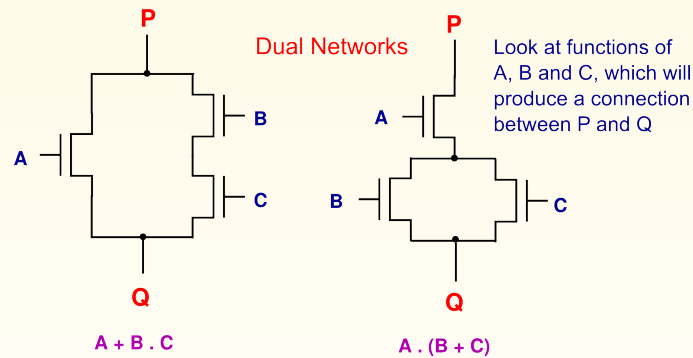 Dual Networks
P
A
B
C
Q
A + B . C
P
A
B
C
Q
A . (B + C)
Look at functions of
A, B and C, which will
produce a connection
between P and Q